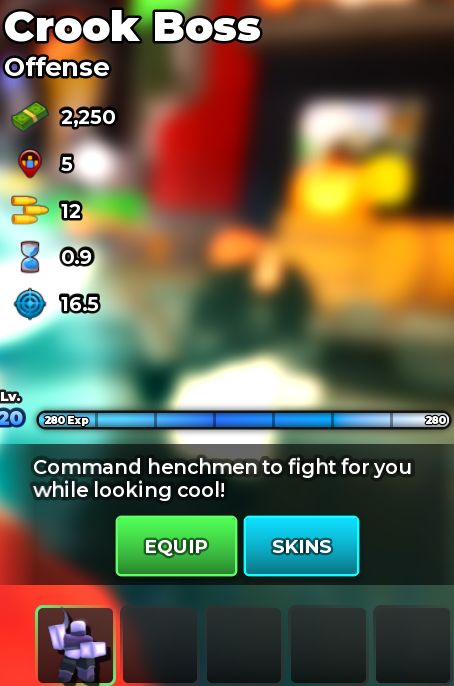 Crook Boss
Offense
2,250
5
12
0.9
16.5
Lv.
20
280 Exp
280
Command henchmen to fight for you
while looking cool!
EQUIP
SKINS